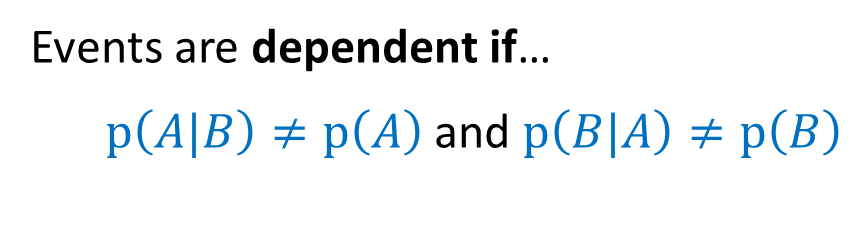 Events are dependent if...
p(A|B) ≠ p(A) and p(B|A) ≠ p(B)